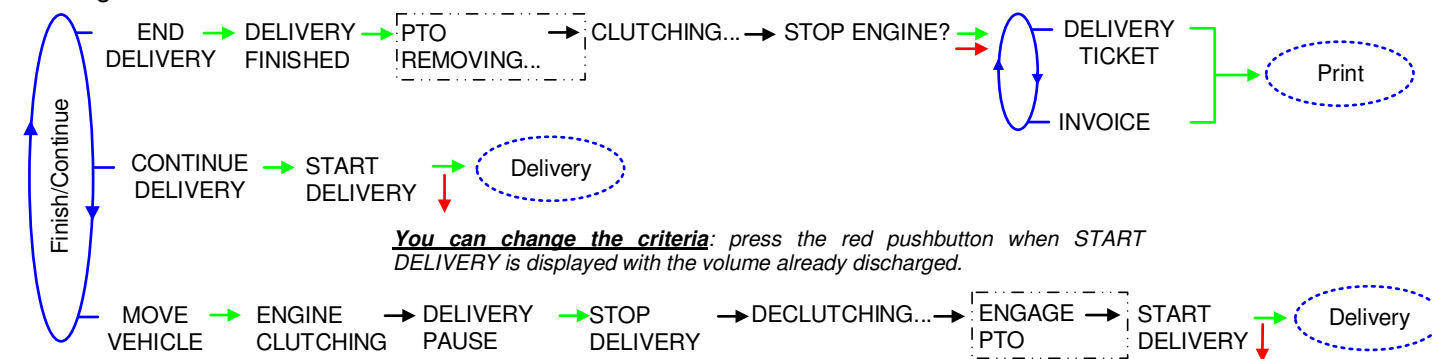 END DELIVERY
DELIVERY FINISHED
PTO REMOVING...
CLUTCHING...
STOP ENGINE?
DELIVERY TICKET
INVOICE
Print
Finish/Continue
CONTINUE DELIVERY
START DELIVERY
Delivery
You can change the criteria: press the red pushbutton when START
DELIVERY is displayed with the volume already discharged.
MOVE VEHICLE
ENGINE CLUTCHING
DELIVERY PAUSE
STOP DELIVERY
DECLUTCHING...
ENGAGE PTO
START DELIVERY
Delivery